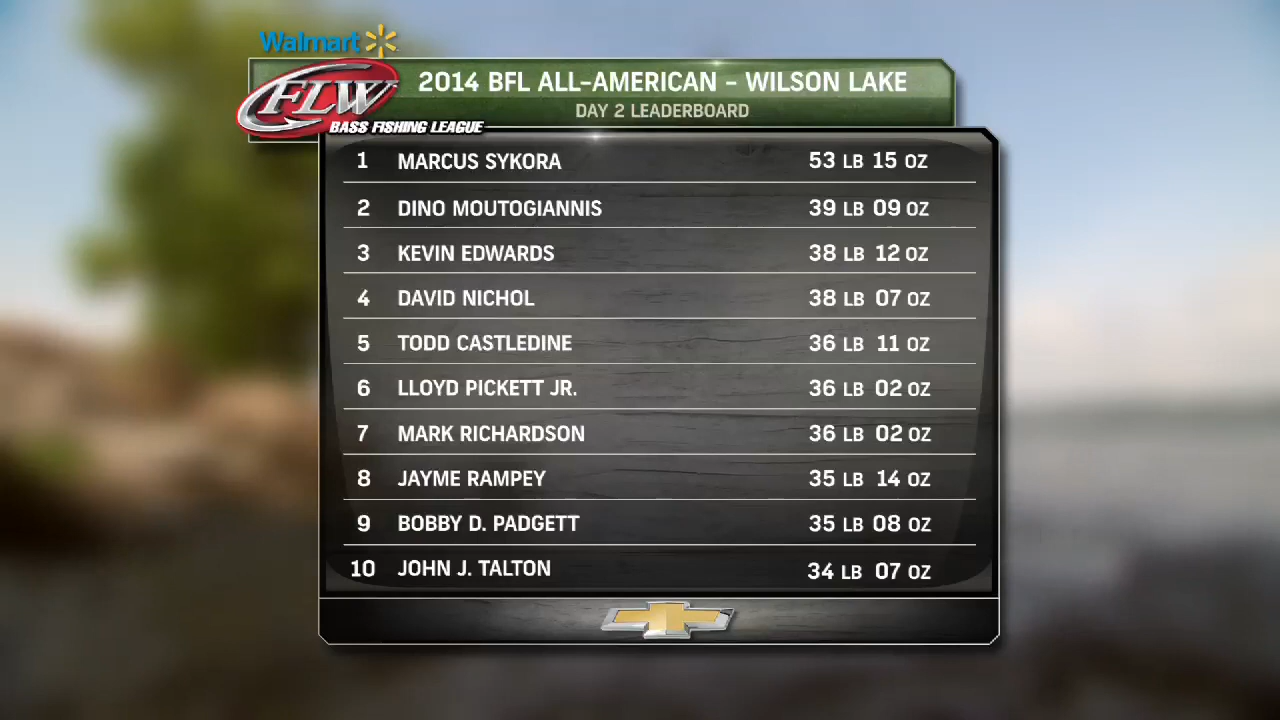 Walmart
FLW
BASS FISHING LEAGUE
2014 BFL ALL-AMERICAN - WILSON LAKE
DAY 2 LEADERBOARD
1 MARCUS SYKORA 53 LB 15 OZ
2 DINO MOUTOGIANNIS 39 LB 09 OZ
3 KEVIN EDWARDS 38 LB 12 OZ
4 DAVID NICHOL 38 LB 07 OZ
5 TODD CASTLEDINE 36 LB 11 OZ
6 LLOYD PICKETT JR. 36 LB 02 OZ
7 MARK RICHARDSON 36 LB 02 OZ
8 JAYME RAMPEY 35 LB 14 OZ
9 BOBBY D. PADGETT 35 LB 08 OZ
10 JOHN J. TALTON 34 LB 07 OZ